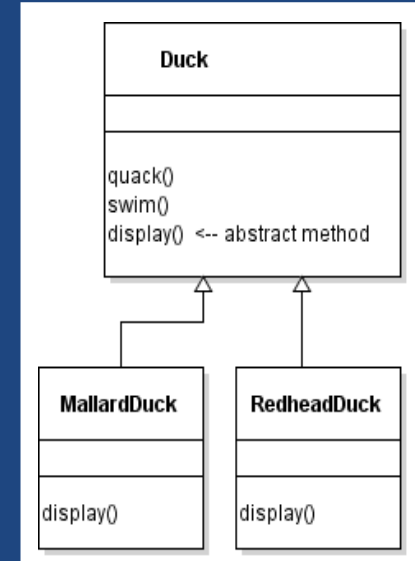 Duck
quack()
swim()
display() <-- abstract method
MallardDuck
display()
RedheadDuck
display()